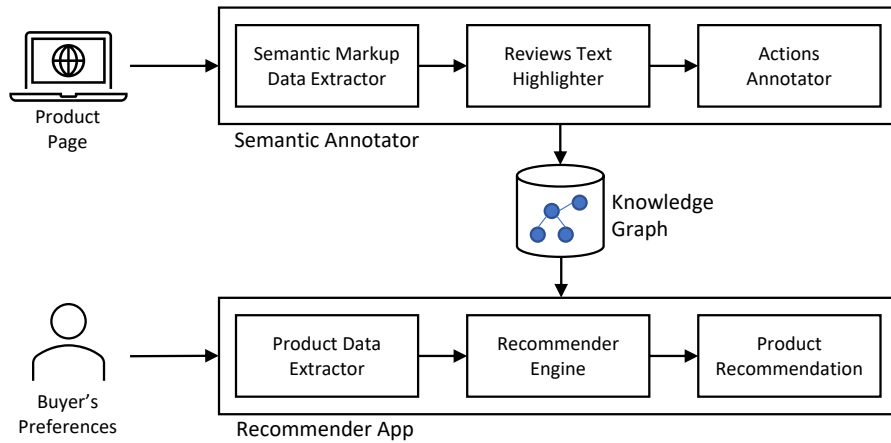 Semantic Markup
Data Extractor
Reviews Text
Highlighter
Actions
Annotator
Product
Page
Semantic Annotator
Knowledge
Graph
Product Data
Extractor
Recommender
Engine
Product
Recommendation
Buyer's
Preferences
Recommender App